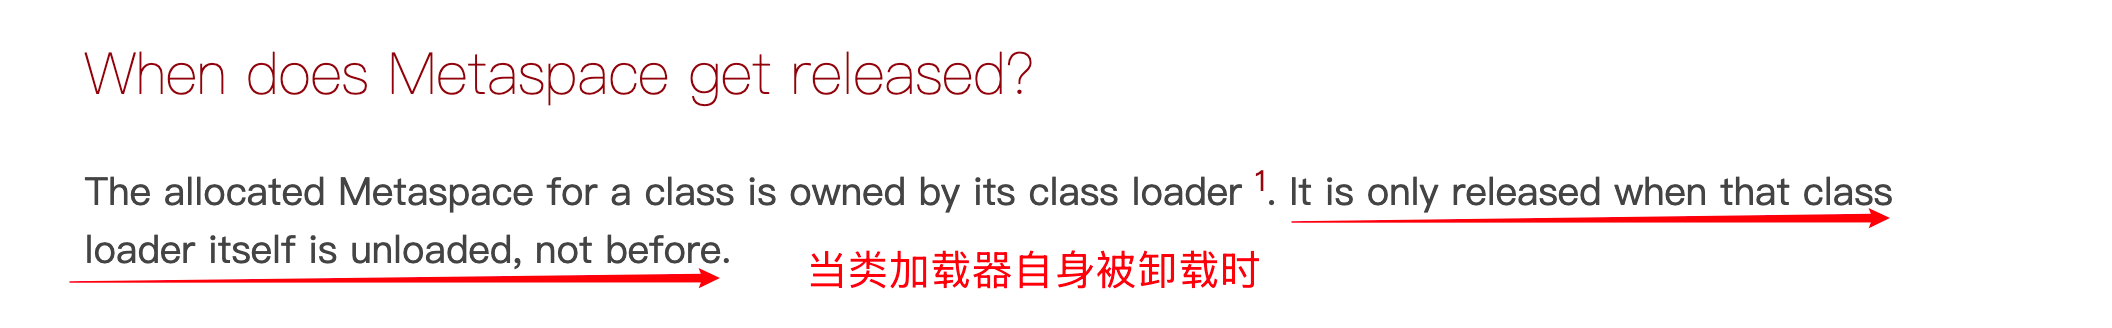 When does Metaspace get released?
The allocated Metaspace for a class is owned by its class loader 1. It is only released when that class
loader itself is unloaded, not before.
当类加载器自身被卸载时